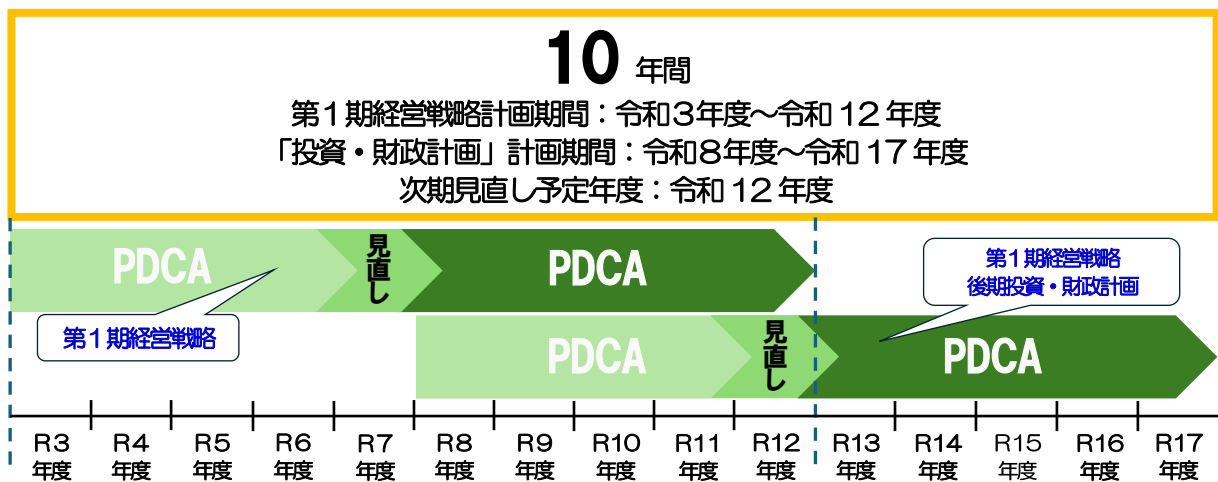 10 年間
第1期経営戦略計画期間：令和3年度～令和 12 年度
「投資・財政計画」計画期間：令和8年度～令和 17 年度
次期見直し予定年度：令和 12 年度
PDCA
見直し
PDCA
第1期経営戦略
後期投資・財政計画
第1期経営戦略
PDCA
見直し
PDCA
R3
年度
R4
年度
R5
年度
R6
年度
R7
年度
R8
年度
R9
年度
R10
年度
R11
年度
R12
年度
R13
年度
R14
年度
R15
年度
R16
年度
R17
年度